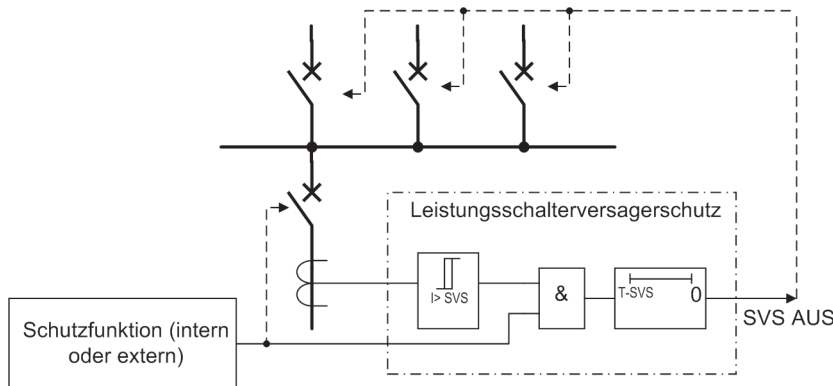 Leistungsschalterversagerschutz
I> SVS
&
T-SVS 0
SVS AUS
Schutzfunktion (intern
oder extern)